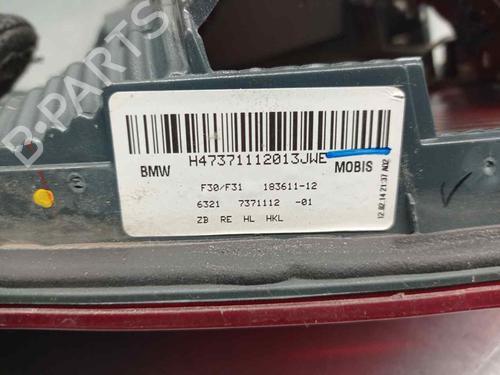 B-PARTS
H47371112013JWE
BMW
MOBIS
F30/F31 183611-12
6321 7371112 -01
ZB RE HL HKL
12.02.14 21:37 A02